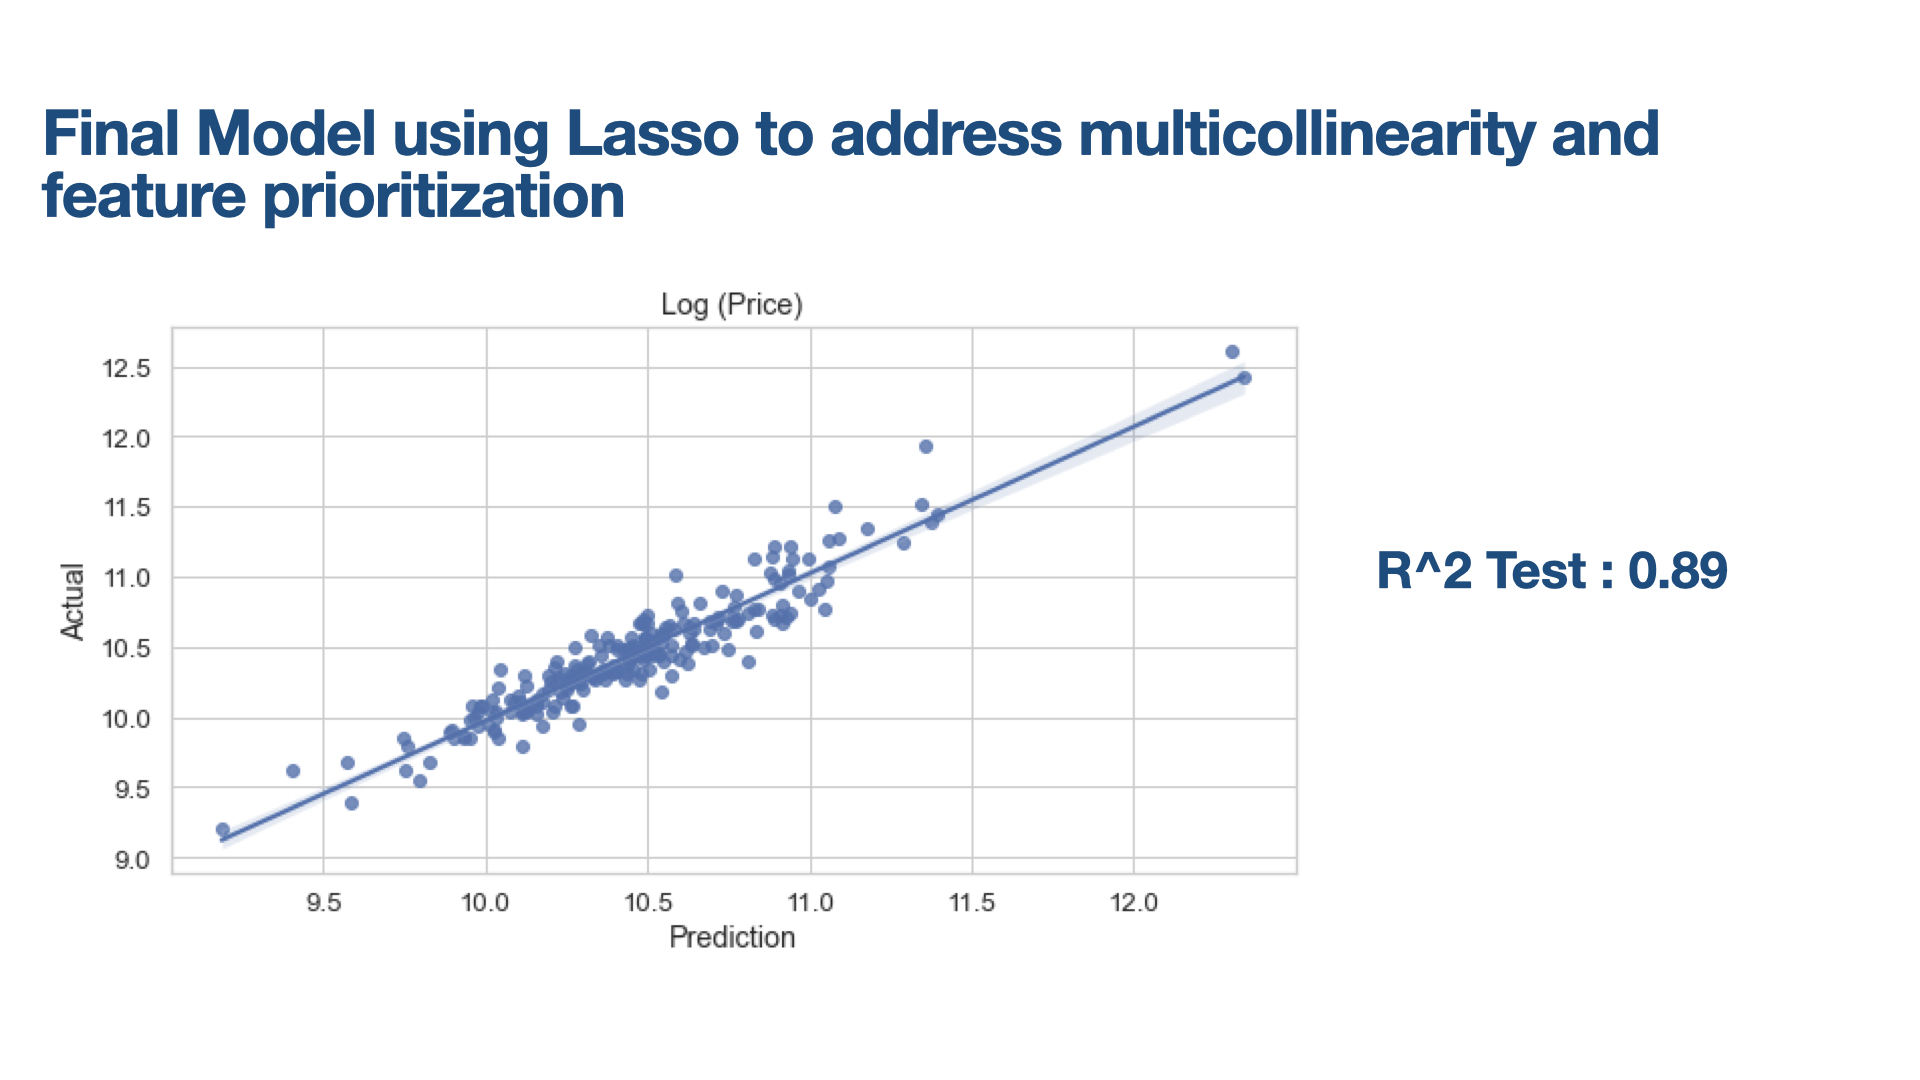 Final Model using Lasso to address multicollinearity and
feature prioritization
Log (Price)
12.5
12.0
11.5
11.0
10.5
10.0
9.5
9.0
Actual
9.5 10.0 10.5 11.0 11.5 12.0
Prediction
R^2 Test : 0.89